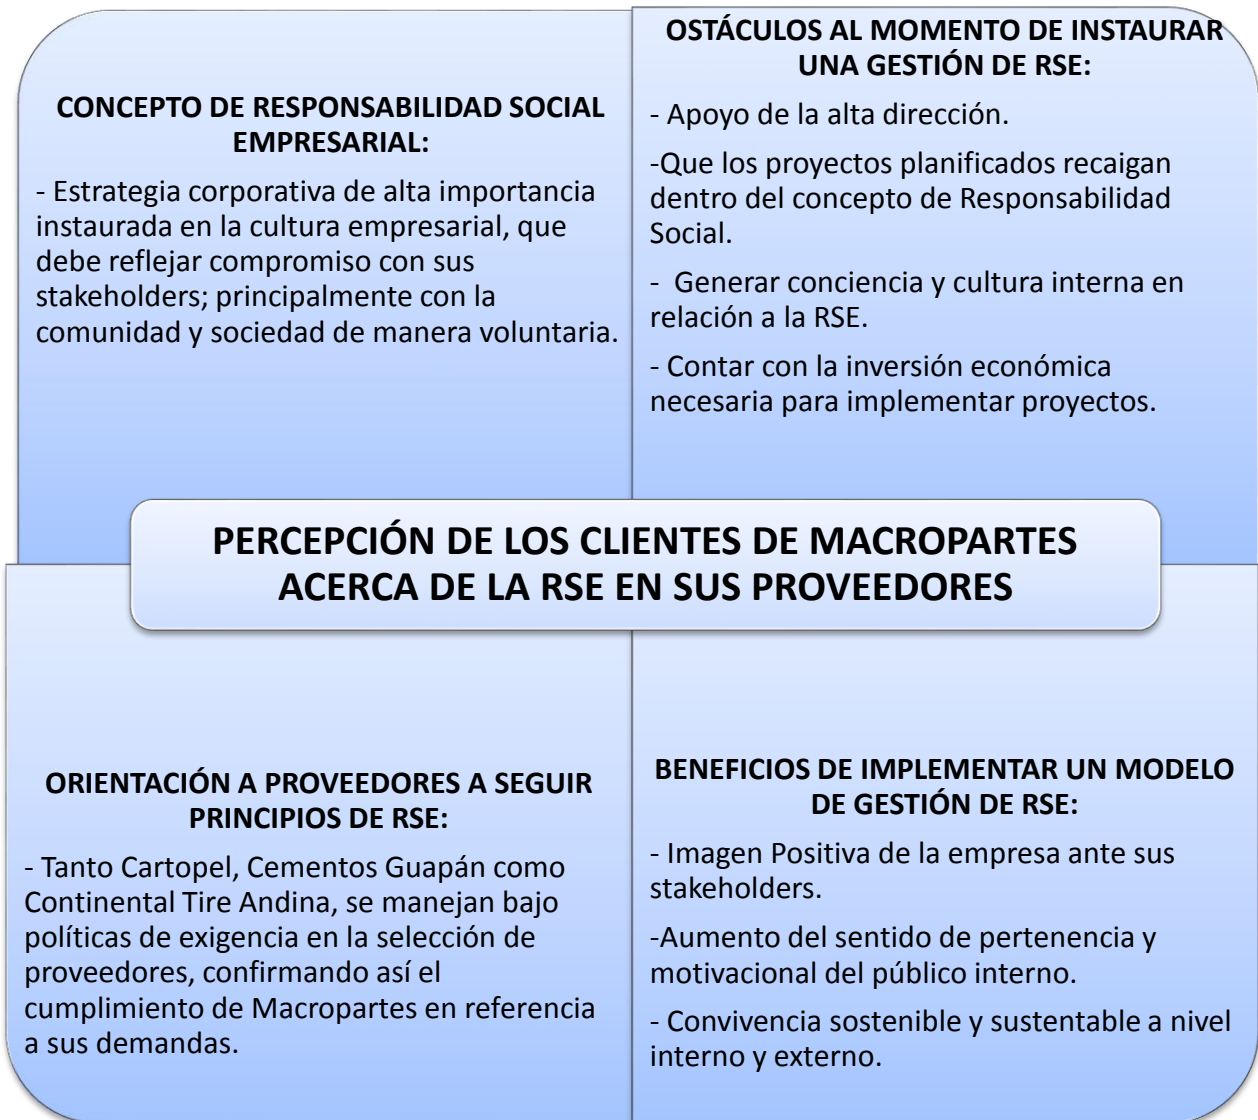 CONCEPTO DE RESPONSABILIDAD SOCIAL
EMPRESARIAL:
- Estrategia corporativa de alta importancia
instaurada en la cultura empresarial, que
debe reflejar compromiso con sus
stakeholders; principalmente con la
comunidad y sociedad de manera voluntaria.
OSTÁCULOS AL MOMENTO DE INSTAURAR
UNA GESTIÓN DE RSE:
- Apoyo de la alta dirección.
-Que los proyectos planificados recaigan
dentro del concepto de Responsabilidad
Social.
- Generar conciencia y cultura interna en
relación a la RSE.
- Contar con la inversión económica
necesaria para implementar proyectos.
PERCEPCIÓN DE LOS CLIENTES DE MACROPARTES
ACERCA DE LA RSE EN SUS PROVEEDORES
ORIENTACIÓN A PROVEEDORES A SEGUIR
PRINCIPIOS DE RSE:
- Tanto Cartopel, Cementos Guapán como
Continental Tire Andina, se manejan bajo
políticas de exigencia en la selección de
proveedores, confirmando así el
cumplimiento de Macropartes en referencia
a sus demandas.
BENEFICIOS DE IMPLEMENTAR UN MODELO
DE GESTIÓN DE RSE:
- Imagen Positiva de la empresa ante sus
stakeholders.
-Aumento del sentido de pertenencia y
motivacional del público interno.
- Convivencia sostenible y sustentable a nivel
interno y externo.